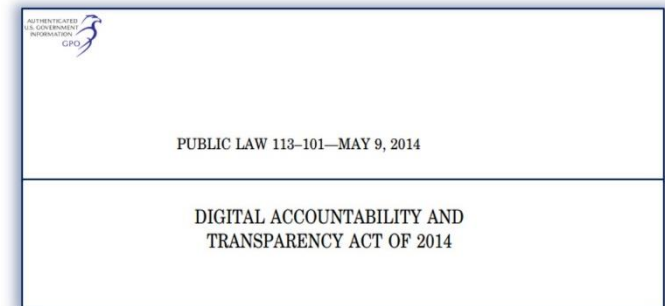 AUTHENTICATED
U.S. GOVERNMENT
INFORMATION
GPO
PUBLIC LAW 113–101—MAY 9, 2014
DIGITAL ACCOUNTABILITY AND
TRANSPARENCY ACT OF 2014